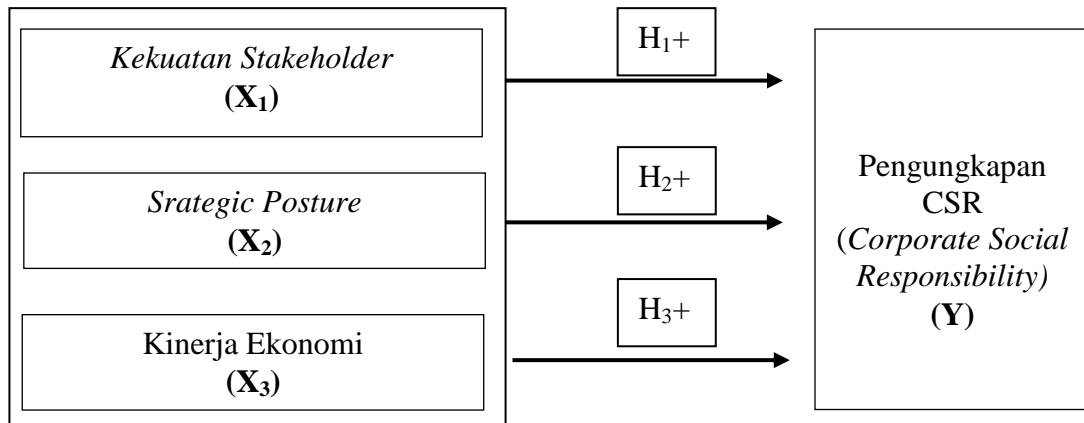 Kekuatan Stakeholder
(X₁)
H₁+
Srategic Posture
(X₂)
H₂+
Kinerja Ekonomi
(X₃)
H₃+
Pengungkapan
CSR
(Corporate Social
Responsibility)
(Y)